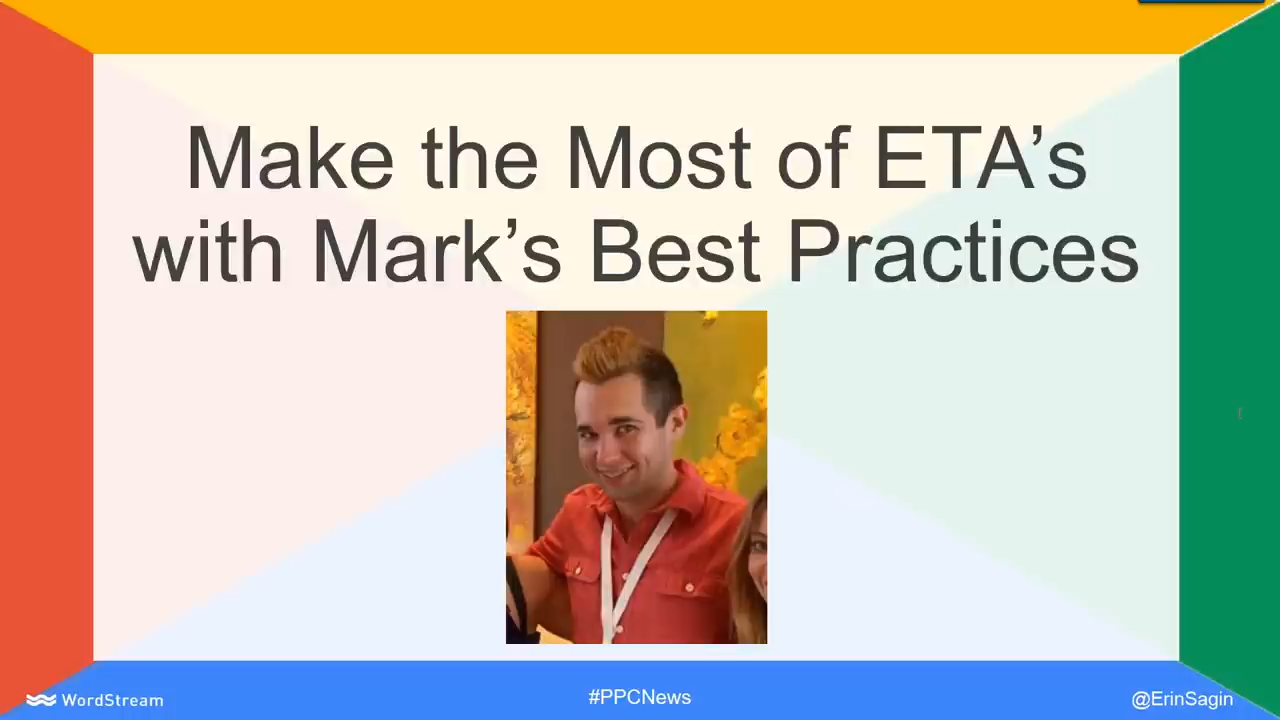 Make the Most of ETA’s
with Mark’s Best Practices
WordStream
#PPCNews
@ErinSagin